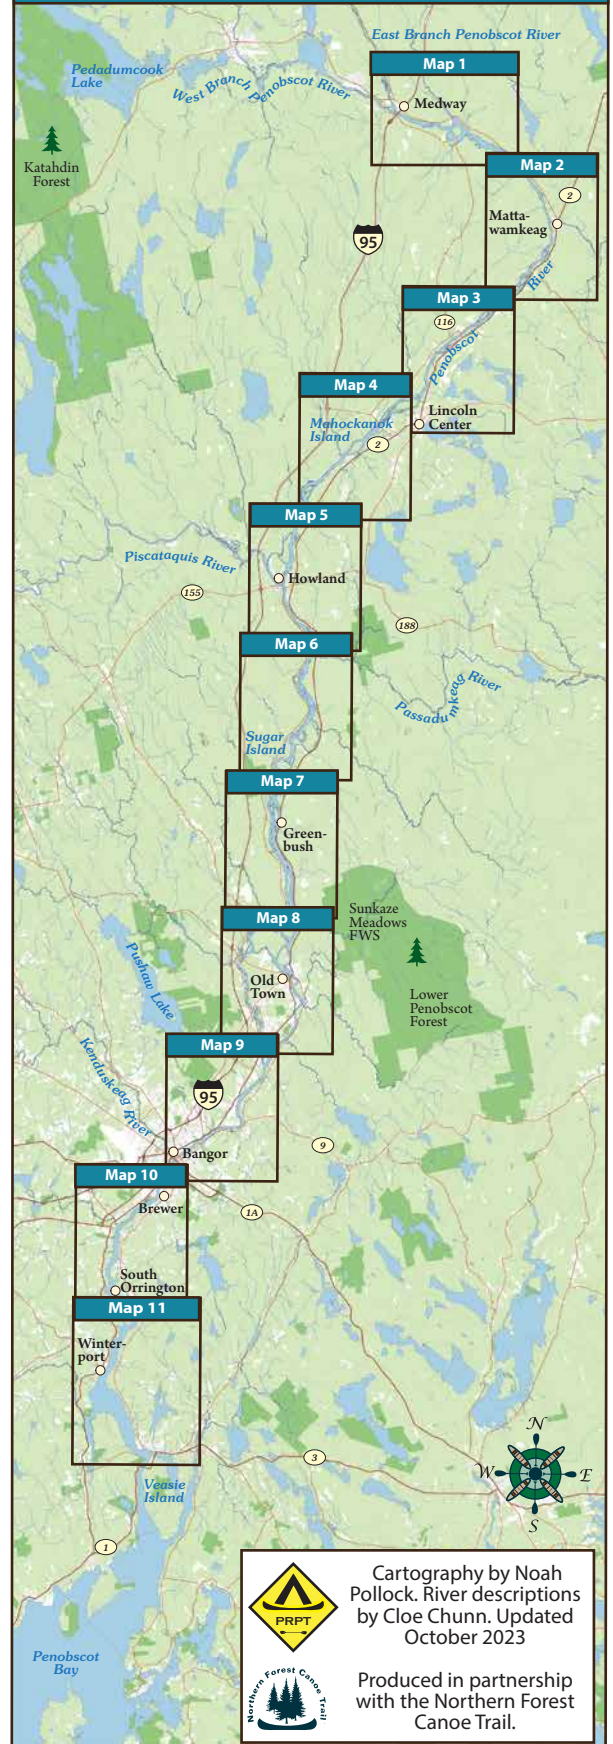 East Branch Penobscot River
Map 1
Pedadumcook
Lake
West Branch Penobscot River
Medway
Katahdin
Forest
Map 2
2
Matta-
wamkeag
95
River
Map 3
116
Penobscot
Map 4
Lincoln
Center
Mahockanok
Island
2
Map 5
Piscataquis River
Howland
155
188
Map 6
Passadumkeag River
Sugar
Island
Map 7
Green-
bush
Map 8
Sunkaze
Meadows
FWS
Pushaw Lake
Old
Town
Lower
Penobscot
Forest
Map 9
Kenduskeag River
95
9
Bangor
Map 10
Brewer
1A
South
Orrington
Map 11
Winter-
port
N
W
E
S
3
Veasie
Island
1
Cartography by Noah
Pollock. River descriptions
by Cloe Chunn. Updated
October 2023
PRPT
Penobscot
Bay
Northern Forest Canoe Trail
Produced in partnership
with the Northern Forest
Canoe Trail.